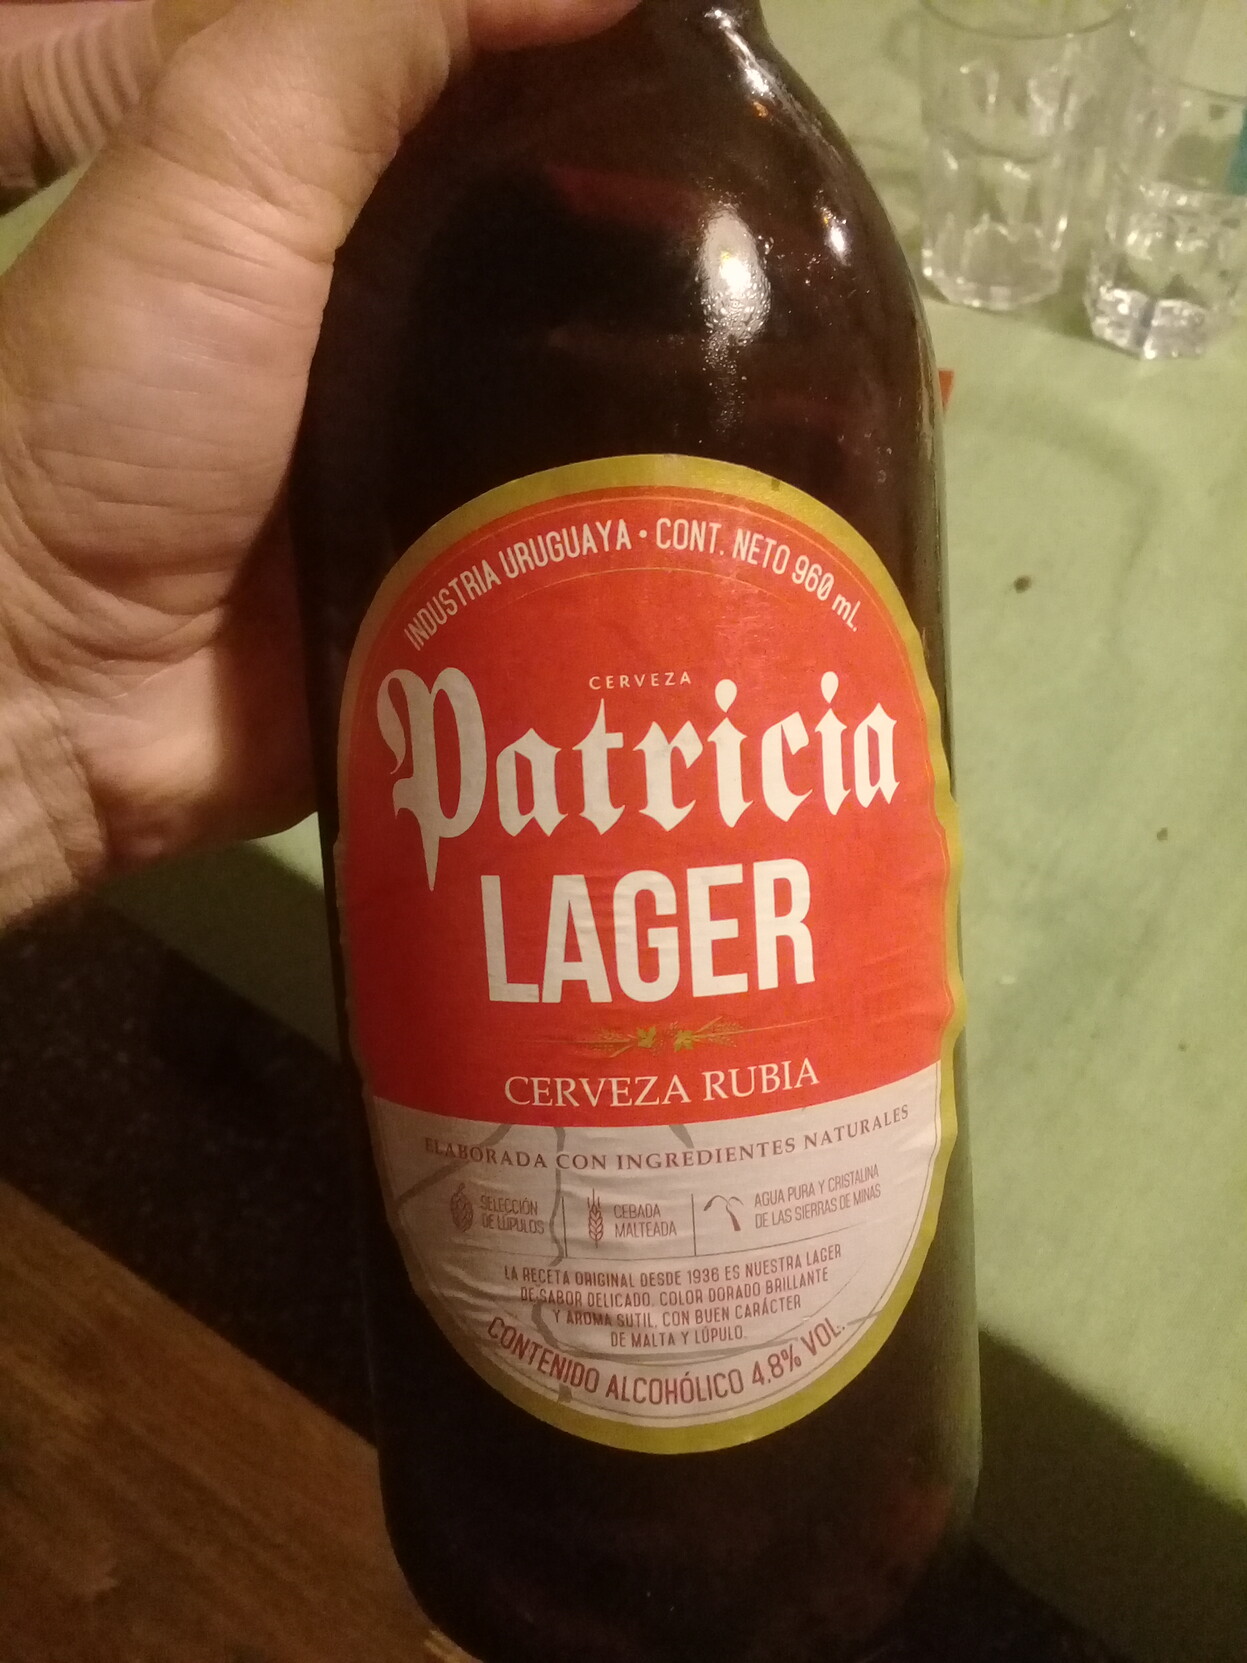 INDUSTRIA URUGUAYA • CONT. NETO 960 mL.
CERVEZA
Patricia
LAGER
CERVEZA RUBIA
ELABORADA CON INGREDIENTES NATURALES
SELECCIÓN
DE LÚPULOS
CEBADA
MALTEADA
AGUA PURA Y CRISTALINA
DE LAS SIERRAS DE MINAS
LA RECETA ORIGINAL DESDE 1936 ES NUESTRA LAGER
DE SABOR DELICADO, COLOR DORADO BRILLANTE
Y AROMA SUTIL, CON BUEN CARÁCTER
DE MALTA Y LÚPULO.
CONTENIDO ALCOHÓLICO 4,8% VOL.